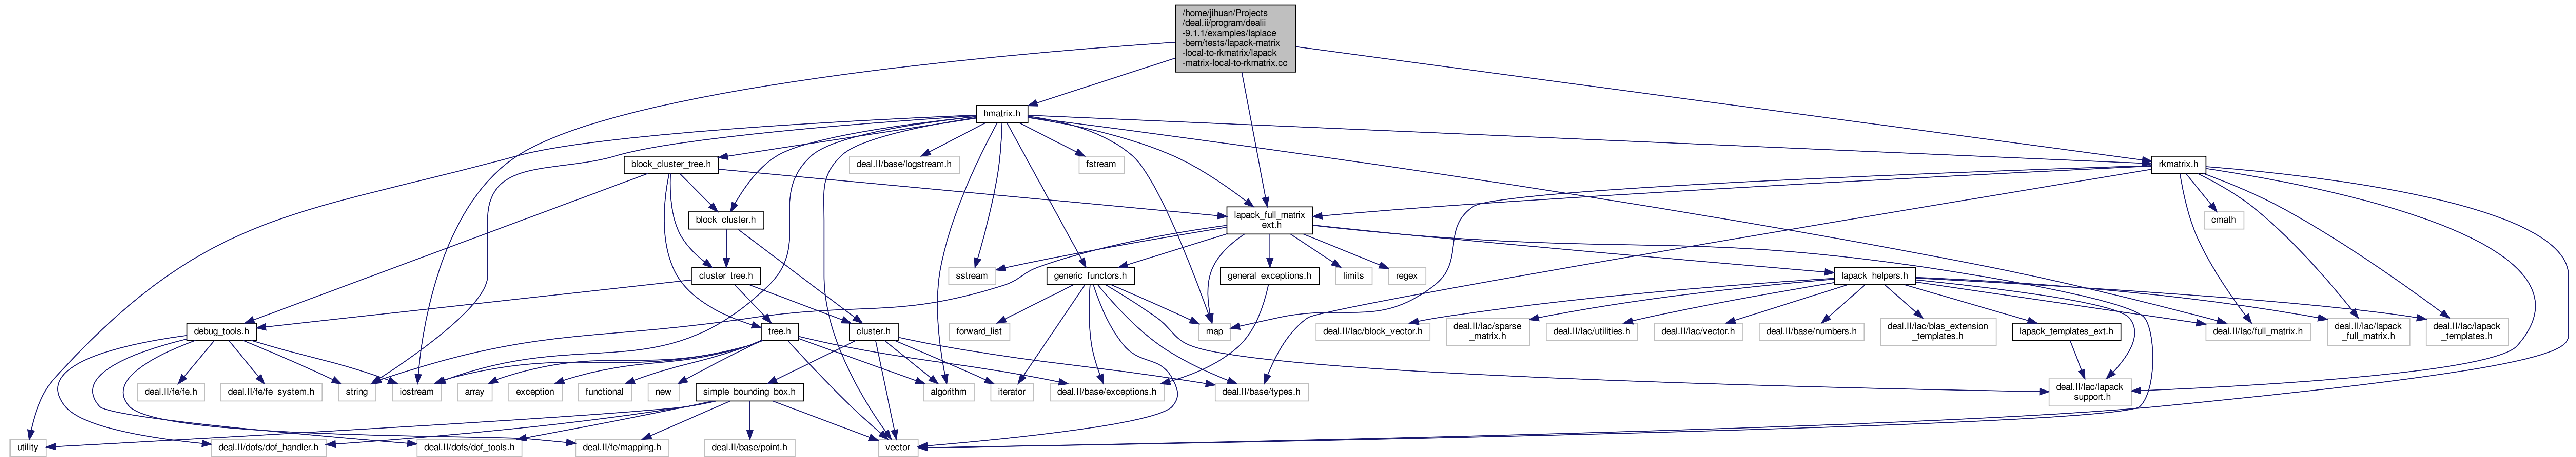 /home/jihuan/Projects
/deal.ii/program/dealii
-9.1.1/examples/laplace
-bem/tests/lapack-matrix
-local-to-rkmatrix/lapack
-matrix-local-to-rkmatrix.cc
hmatrix.h
block_cluster_tree.h
deal.II/base/logstream.h
fstream
rkmatrix.h
block_cluster.h
lapack_full_matrix
_ext.h
cmath
cluster_tree.h
sstream
generic_functors.h
general_exceptions.h
limits
regex
lapack_helpers.h
debug_tools.h
tree.h
cluster.h
forward_list
map
deal.II/lac/block_vector.h
deal.II/lac/sparse
_matrix.h
deal.II/lac/utilities.h
deal.II/lac/vector.h
deal.II/base/numbers.h
deal.II/lac/blas_extension
_templates.h
lapack_templates_ext.h
deal.II/lac/full_matrix.h
deal.II/lac/lapack
_full_matrix.h
deal.II/lac/lapack
_templates.h
deal.II/fe/fe.h
deal.II/fe/fe_system.h
string
iostream
array
exception
functional
new
simple_bounding_box.h
algorithm
iterator
deal.II/base/exceptions.h
deal.II/base/types.h
deal.II/lac/lapack
_support.h
utility
deal.II/dofs/dof_handler.h
deal.II/dofs/dof_tools.h
deal.II/fe/mapping.h
deal.II/base/point.h
vector